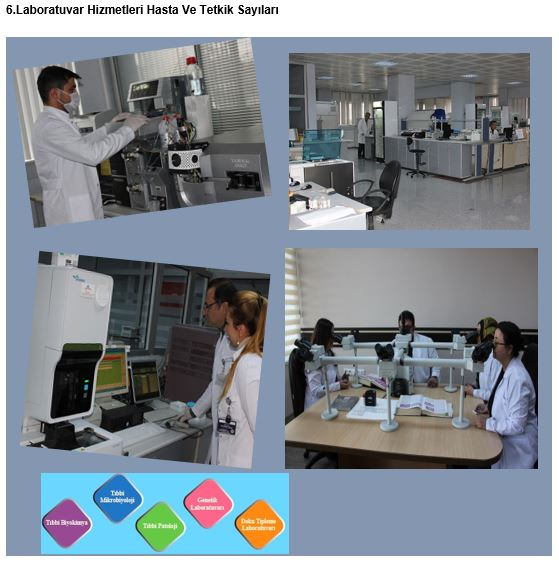 6.Laboratuvar Hizmetleri Hasta Ve Tetkik Sayıları
Tıbbi Biyokimya
Tıbbi
Mikrobiyoloji
Tıbbi Patoloji
Genetik
Laboratuvarı
Doku Tipleme
Laboratuvarı